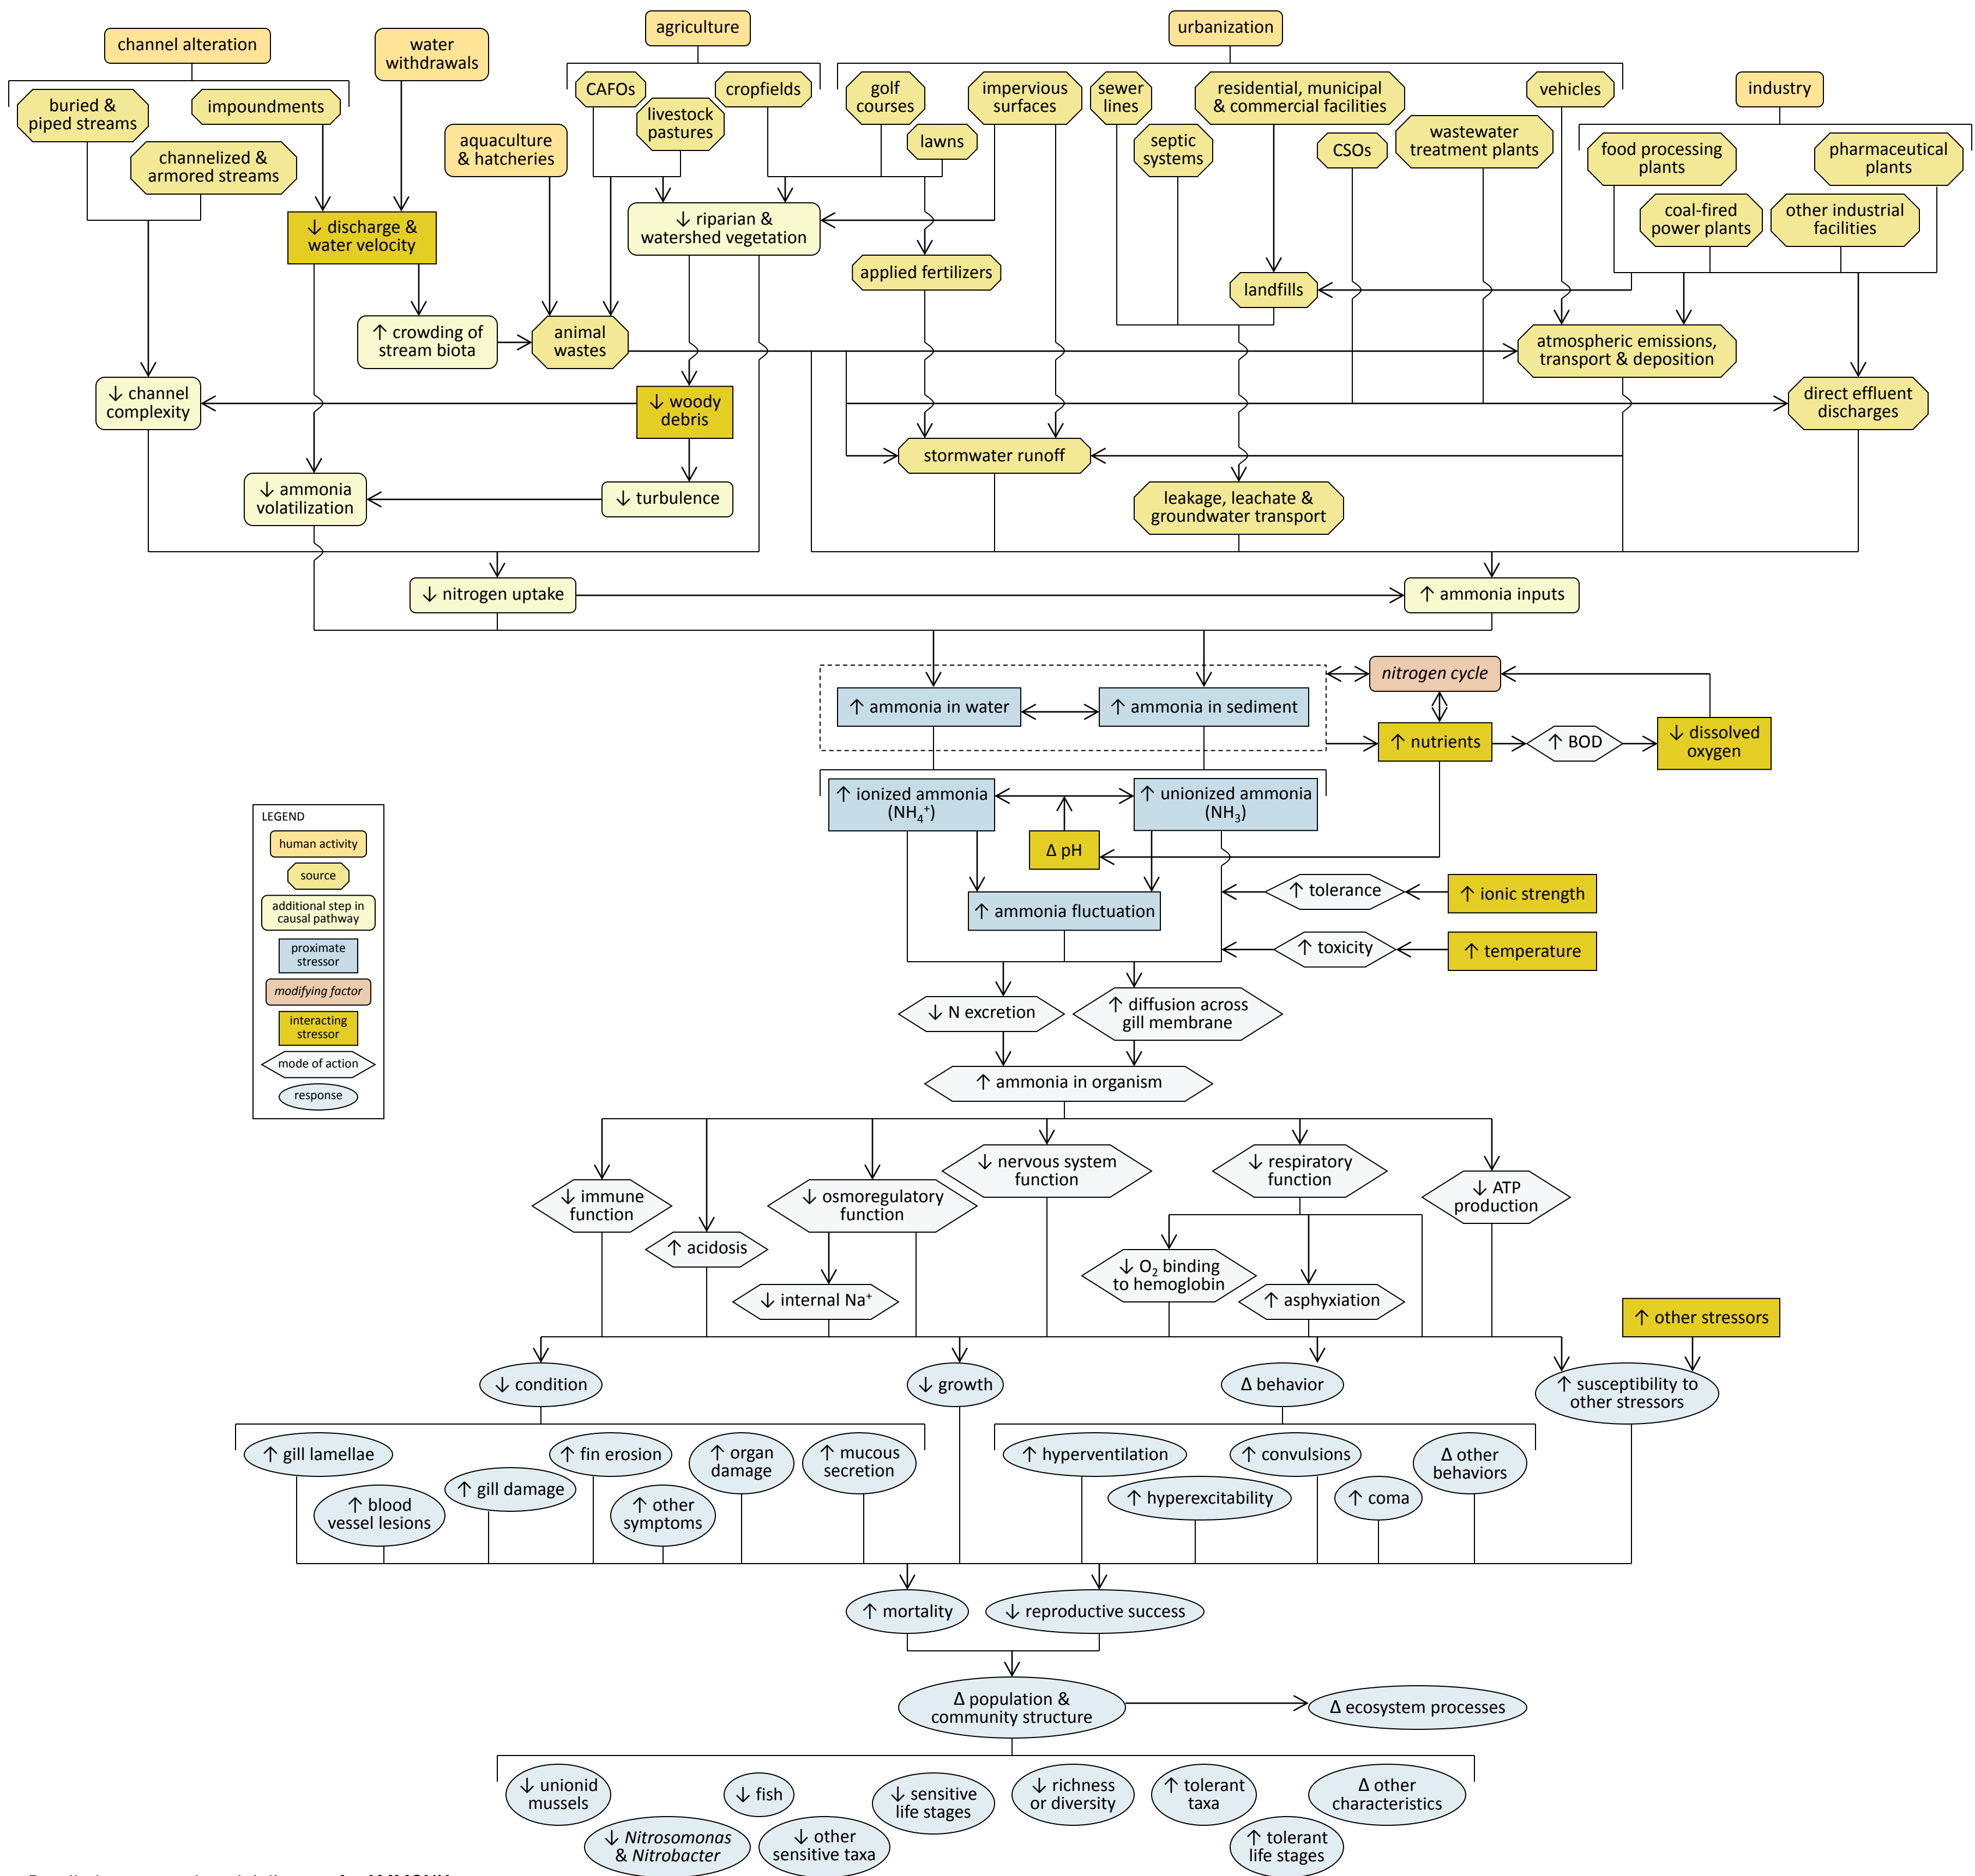 agriculture
urbanization
channel alteration
water
withdrawals
CAFOs
cropfields
golf
courses
impervious
surfaces
sewer
lines
residential, municipal
& commercial facilities
vehicles
industry
buried &
piped streams
impoundments
livestock
pastures
aquaculture
& hatcheries
lawns
septic
systems
CSOs
wastewater
treatment plants
food processing
plants
pharmaceutical
plants
channelized &
armored streams
↓ discharge &
water velocity
↓ riparian &
watershed vegetation
coal-fired
power plants
other industrial
facilities
applied fertilizers
landfills
↑ crowding of
stream biota
animal
wastes
atmospheric emissions,
transport & deposition
↓ channel
complexity
↓ woody
debris
direct effluent
discharges
stormwater runoff
↓ ammonia
volatilization
↓ turbulence
leakage, leachate &
groundwater transport
↓ nitrogen uptake
↑ ammonia inputs
nitrogen cycle
↑ ammonia in water
↑ ammonia in sediment
↑ nutrients
↑ BOD
↓ dissolved
oxygen
↑ ionized ammonia
(NH₄⁺)
↑ unionized ammonia
(NH₃)
Δ pH
LEGEND
human activity
source
additional step in
causal pathway
proximate
stressor
modifying factor
interacting
stressor
mode of action
response
↑ tolerance
↑ ionic strength
↑ ammonia fluctuation
↑ toxicity
↑ temperature
↓ N excretion
↑ diffusion across
gill membrane
↑ ammonia in organism
↓ immune
function
↑ acidosis
↓ osmoregulatory
function
↓ nervous system
function
↓ respiratory
function
↓ ATP
production
↓ internal Na⁺
↓ O₂ binding
to hemoglobin
↑ asphyxiation
↑ other stressors
↓ condition
↓ growth
Δ behavior
↑ susceptibility to
other stressors
↑ gill lamellae
↑ blood
vessel lesions
↑ gill damage
↑ fin erosion
↑ other
symptoms
↑ organ
damage
↑ mucous
secretion
↑ hyperventilation
↑ hyperexcitability
↑ convulsions
↑ coma
Δ other
behaviors
↑ mortality
↓ reproductive success
Δ population &
community structure
Δ ecosystem processes
↓ unionid
mussels
↓ Nitrosomonas
& Nitrobacter
↓ fish
↓ other
sensitive taxa
↓ sensitive
life stages
↓ richness
or diversity
↑ tolerant
taxa
↑ tolerant
life stages
Δ other
characteristics